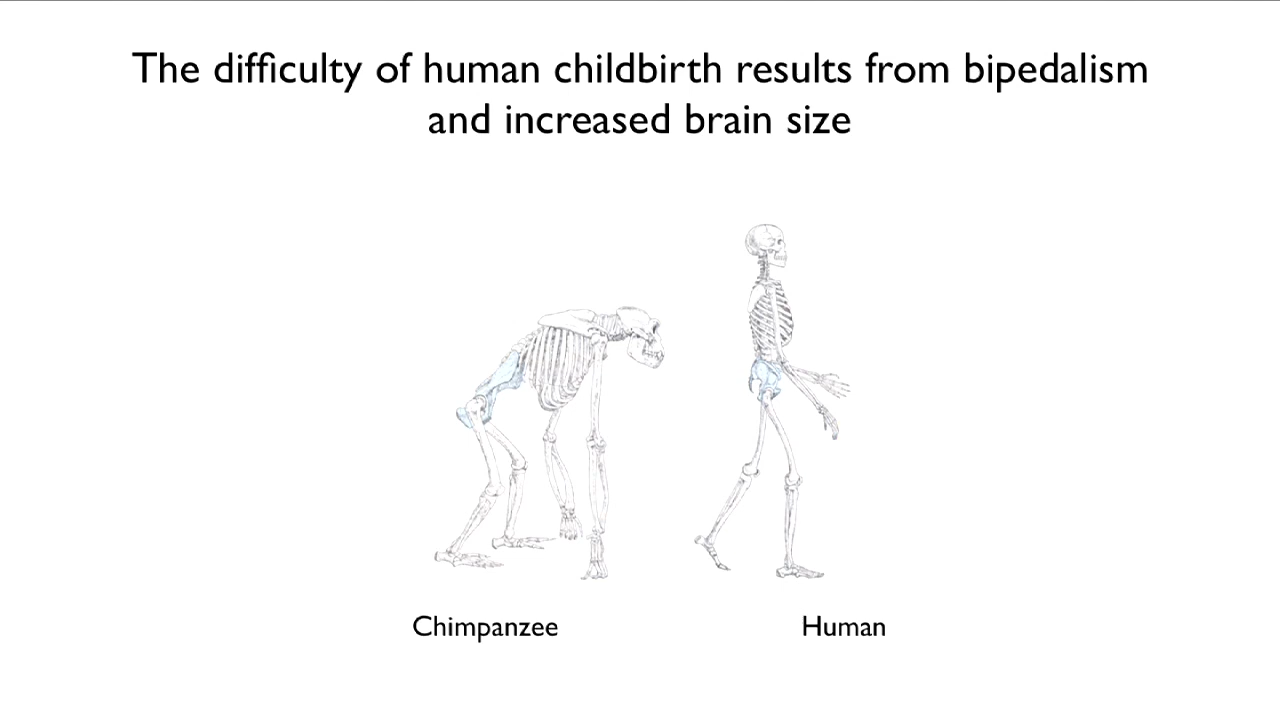 The difficulty of human childbirth results from bipedalism
and increased brain size
Chimpanzee
Human